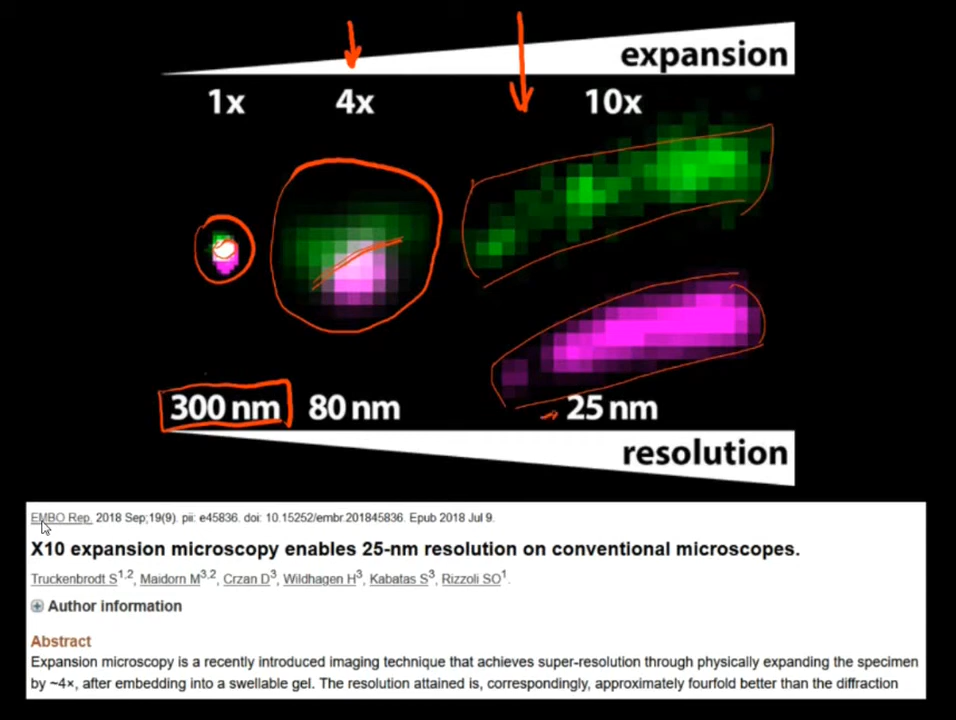 expansion
1x 4x 10x
300 nm 80 nm 25 nm
resolution
EMBO Rep. 2018 Sep;19(9). pii: e45836. doi: 10.15252/embr.201845836. Epub 2018 Jul 9.
X10 expansion microscopy enables 25-nm resolution on conventional microscopes.
Truckenbrodt S1,2, Maidorn M3,2, Crzan D3, Wildhagen H3, Kabatas S3, Rizzoli SO1.
Author information
Abstract
Expansion microscopy is a recently introduced imaging technique that achieves super-resolution through physically expanding the specimen
by ~4×, after embedding into a swellable gel. The resolution attained is, correspondingly, approximately fourfold better than the diffraction